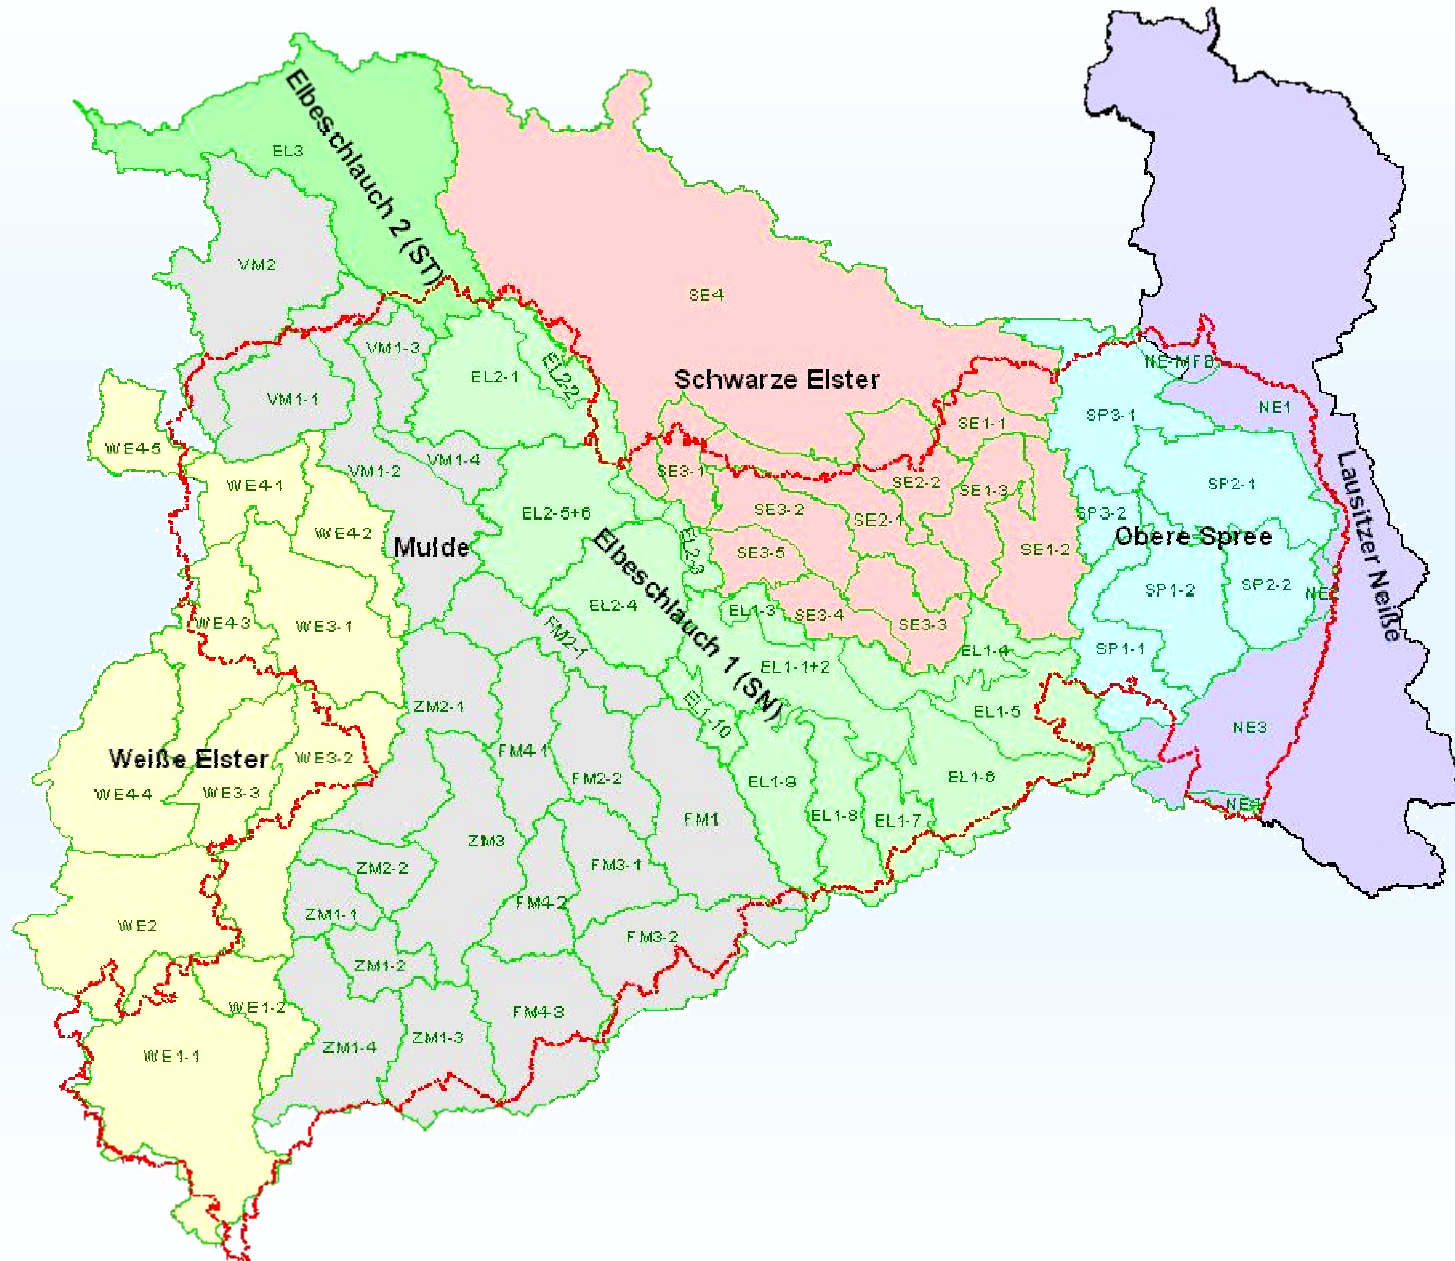 Elbeschlauch 2 (ST)
EL3
VM2
SE4
Schwarze Elster
VM1-3
EL2-1
EL2-2
NE-MFB
NE1
VM1-1
SP3-1
SE1-1
WE4-5
VM1-2
VM1-4
SE3-1
WE4-1
SE2-2
SE1-3
SP2-1
Lausitzer Neiße
EL2-5+6
SE3-2
SE2-1
SP3-2
WE4-2
Mulde
Elbeschlauch 1 (SN)
EL2-3
SE3-5
SE1-2
Obere Spree
EL2-4
SP1-2
SP2-2
WE4-3
WE3-1
FM2-1
EL1-3
SE3-4
SE3-3
EL1-4
SP1-1
EL1-1+2
ZM2-1
EL1-10
EL1-5
NE3
Weiße Elster
WE3-2
FM4-1
FM2-2
EL1-9
EL1-6
WE4-4
WE3-3
EL1-8
EL1-7
FM1
ZM3
ZM2-2
FM3-1
FM4-2
ZM1-1
WE2
FM3-2
ZM1-2
WE1-2
FM4-3
ZM1-3
ZM1-4
WE1-1